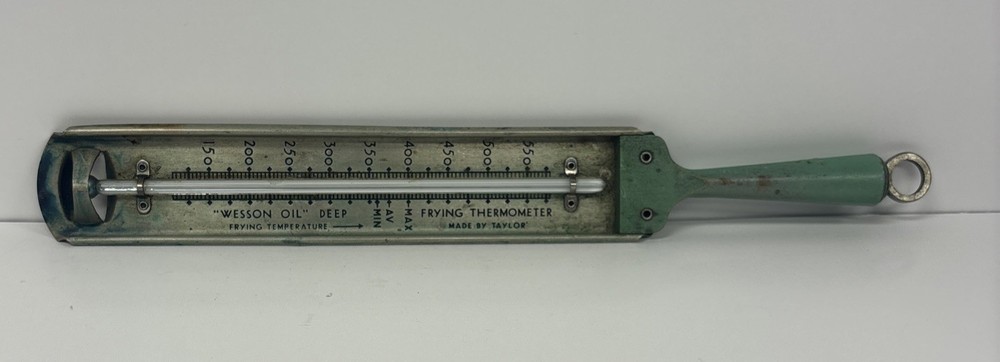 150 200 250 300 350 400 450 500 550
"WESSON OIL" DEEP FRYING THERMOMETER
FRYING TEMPERATURE MIN AV MAX MADE BY TAYLOR